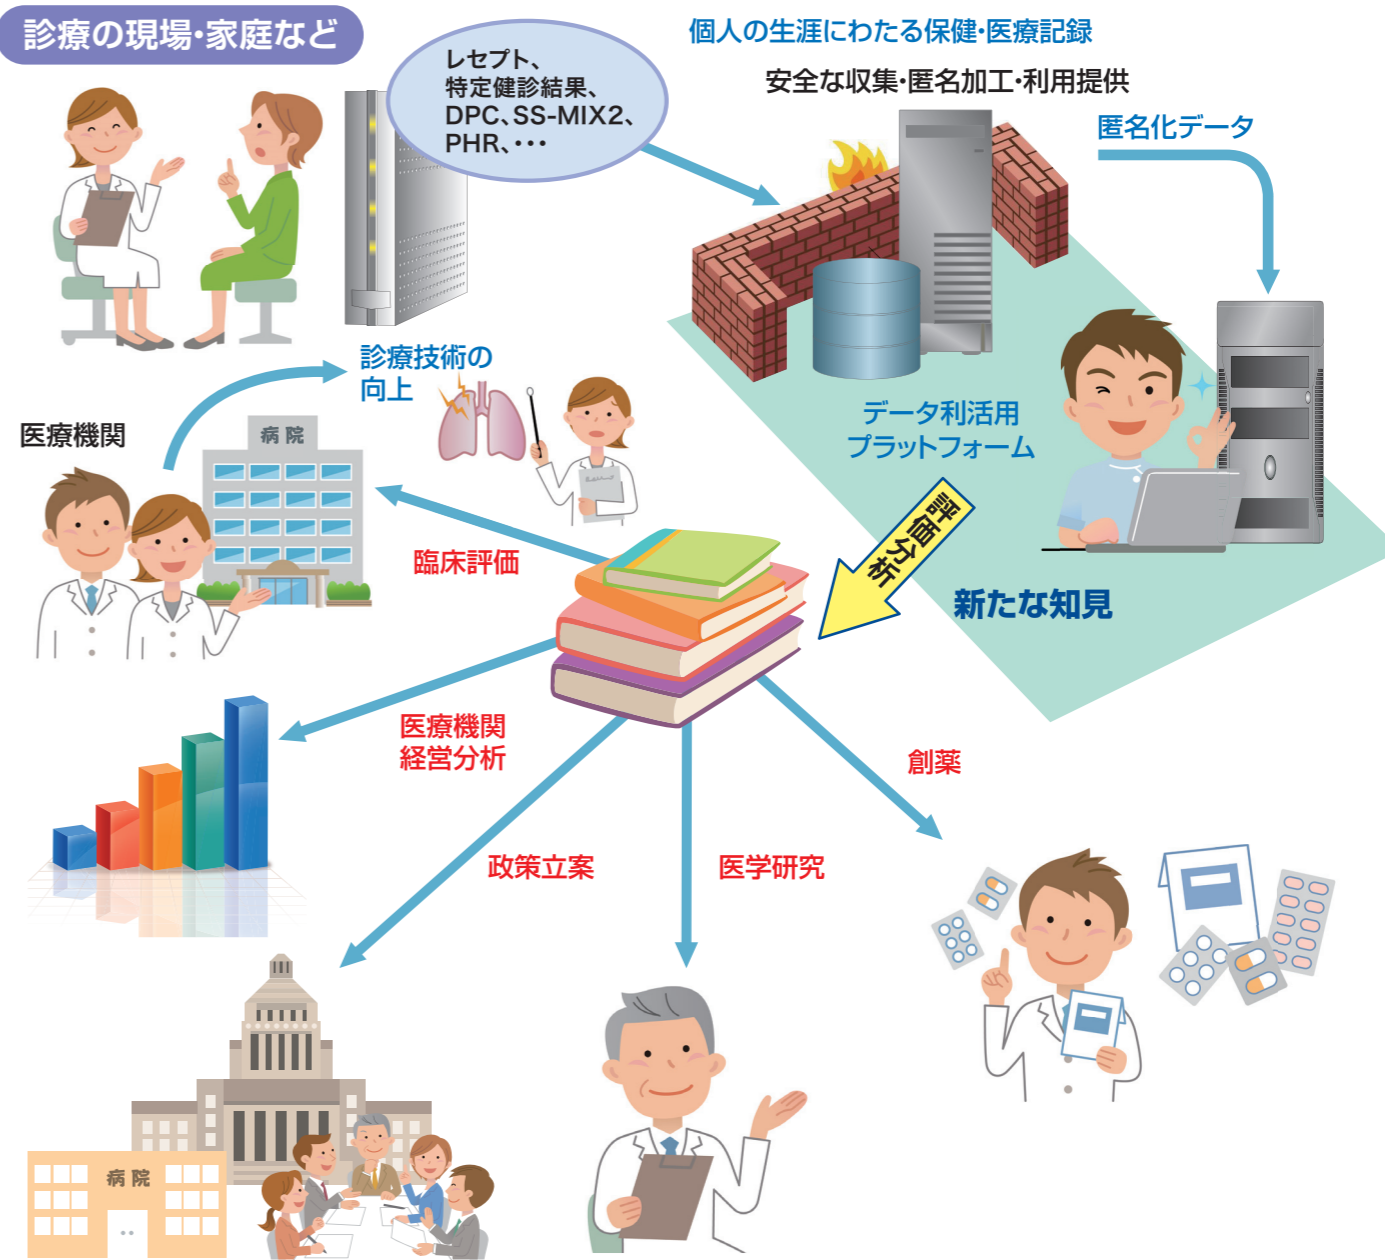 診療の現場・家庭など
レセプト、
特定健診結果、
DPC、SS-MIX2、
PHR、・・・
個人の生涯にわたる保健・医療記録
安全な収集・匿名加工・利用提供
匿名化データ
診療技術の
向上
医療機関
病院
データ利活用
プラットフォーム
評価分析
新たな知見
臨床評価
医療機関
経営分析
創薬
政策立案
医学研究
病院